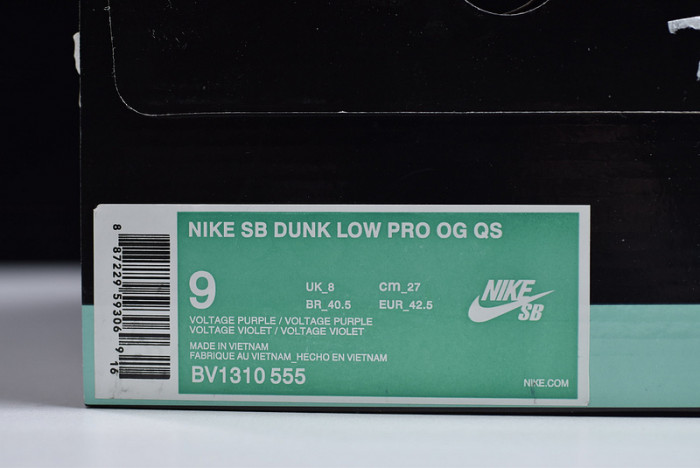 NIKE SB DUNK LOW PRO OG QS
9
UK_8 cm_27
BR_40.5 EUR_42.5
NIKE
SB
VOLTAGE PURPLE / VOLTAGE PURPLE
VOLTAGE VIOLET / VOLTAGE VIOLET
MADE IN VIETNAM
FABRIQUE AU VIETNAM_HECHO EN VIETNAM
BV1310 555
NIKE.COM
8 87229 59306 9 16